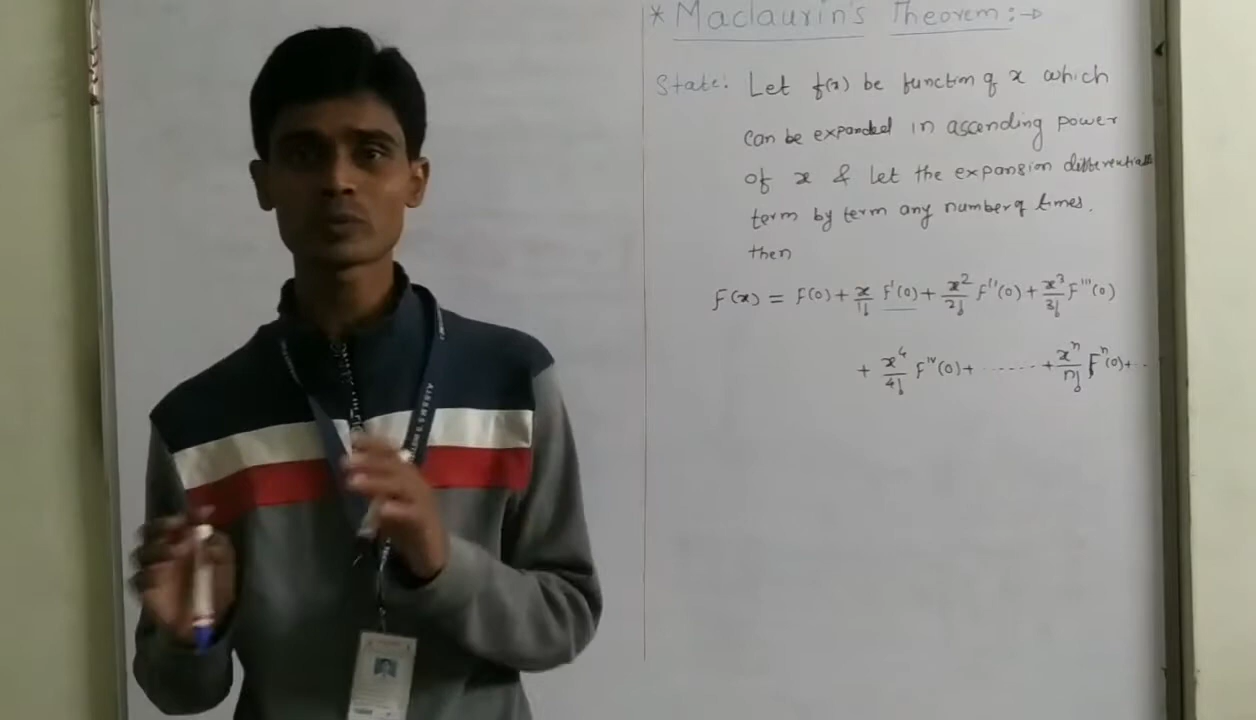 * Maclaurin's Theorem:→
State: Let f(x) be function of x which
can be expanded in ascending power
of x & let the expansion differentiable
term by term any number of times.
then
F(x) = F(0) + x/1! F'(0) + x²/2! F''(0) + x³/3! F'''(0)
+ x⁴/4! Fⁱᵛ(0) + ...... + xⁿ/n! Fⁿ(0) + ..